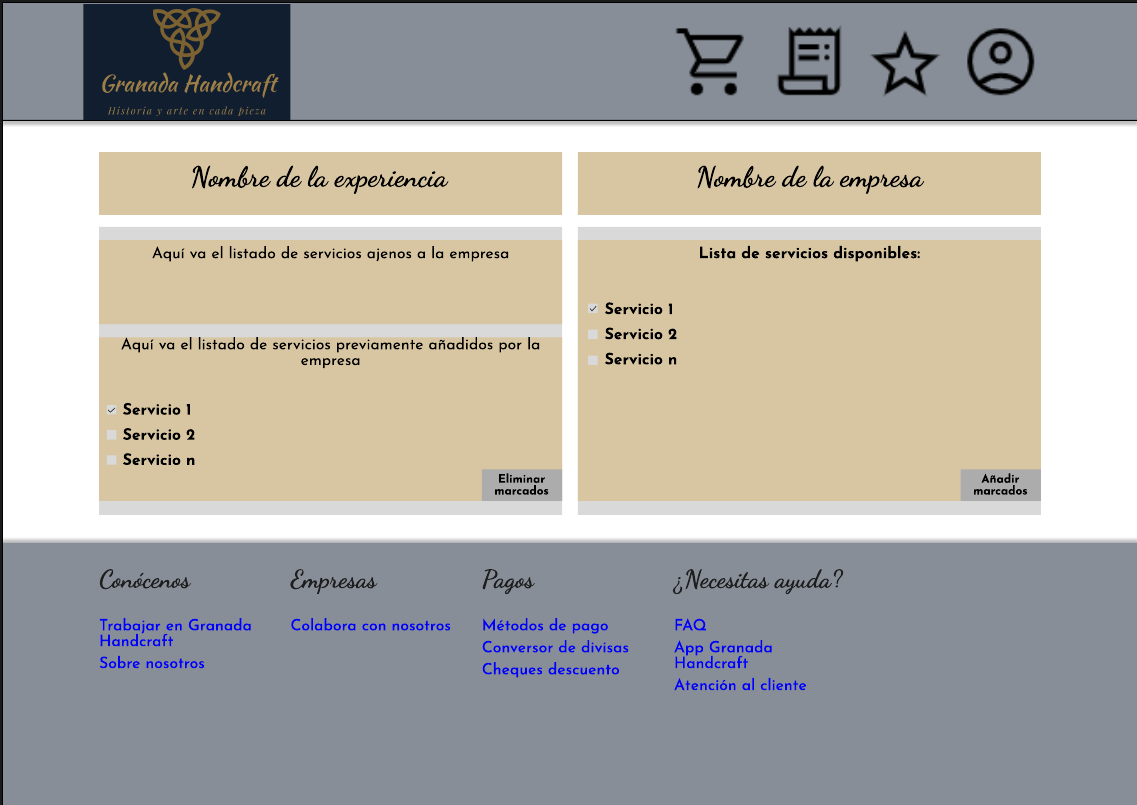 Granada Handcraft
Historia y arte en cada pieza
Nombre de la experiencia
Nombre de la empresa
Aquí va el listado de servicios ajenos a la empresa
Aquí va el listado de servicios previamente añadidos por la
empresa
Servicio 1
Servicio 2
Servicio n
Eliminar
marcados
Lista de servicios disponibles:
Servicio 1
Servicio 2
Servicio n
Añadir
marcados
Conócenos
Trabajar en Granada
Handcraft
Sobre nosotros
Empresas
Colabora con nosotros
Pagos
Métodos de pago
Conversor de divisas
Cheques descuento
¿Necesitas ayuda?
FAQ
App Granada
Handcraft
Atención al cliente